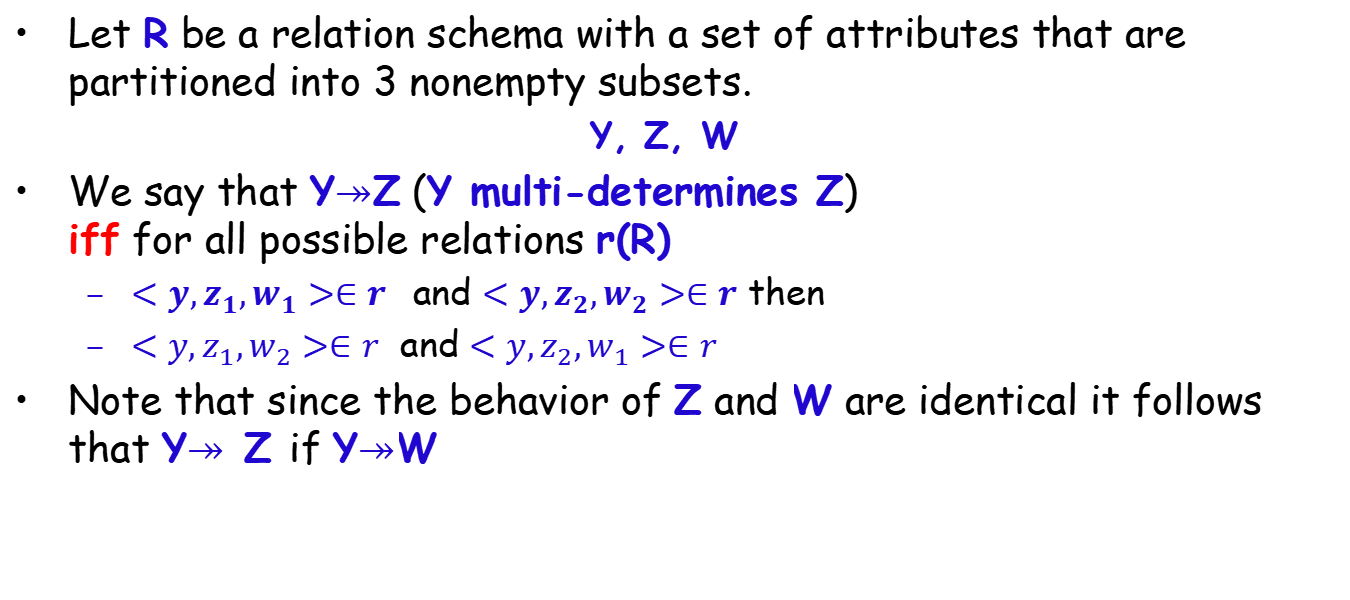 • Let R be a relation schema with a set of attributes that are
partitioned into 3 nonempty subsets.
Y, Z, W
• We say that Y↠Z (Y multi-determines Z)
iff for all possible relations r(R)
– < y, z₁, w₁ >∈ r and < y, z₂, w₂ >∈ r then
– < y, z₁, w₂ >∈ r and < y, z₂, w₁ >∈ r
• Note that since the behavior of Z and W are identical it follows
that Y↠ Z if Y↠W